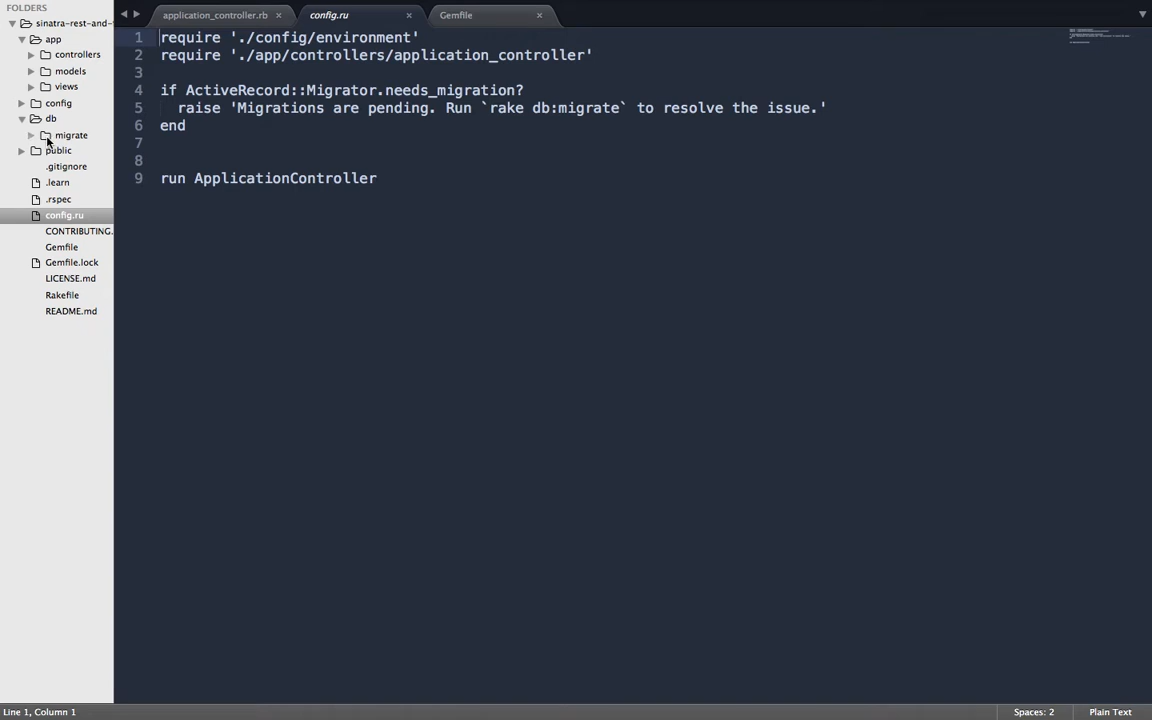 FOLDERS
sinatra-rest-and-
app
controllers
models
views
config
db
migrate
public
.gitignore
.learn
.rspec
config.ru
CONTRIBUTING.
Gemfile
Gemfile.lock
LICENSE.md
Rakefile
README.md
application_controller.rb ×
config.ru ×
Gemfile ×
1 require './config/environment'
2 require './app/controllers/application_controller'
3
4 if ActiveRecord::Migrator.needs_migration?
5 raise 'Migrations are pending. Run `rake db:migrate` to resolve the issue.'
6 end
7
8
9 run ApplicationController
Line 1, Column 1
Spaces: 2
Plain Text